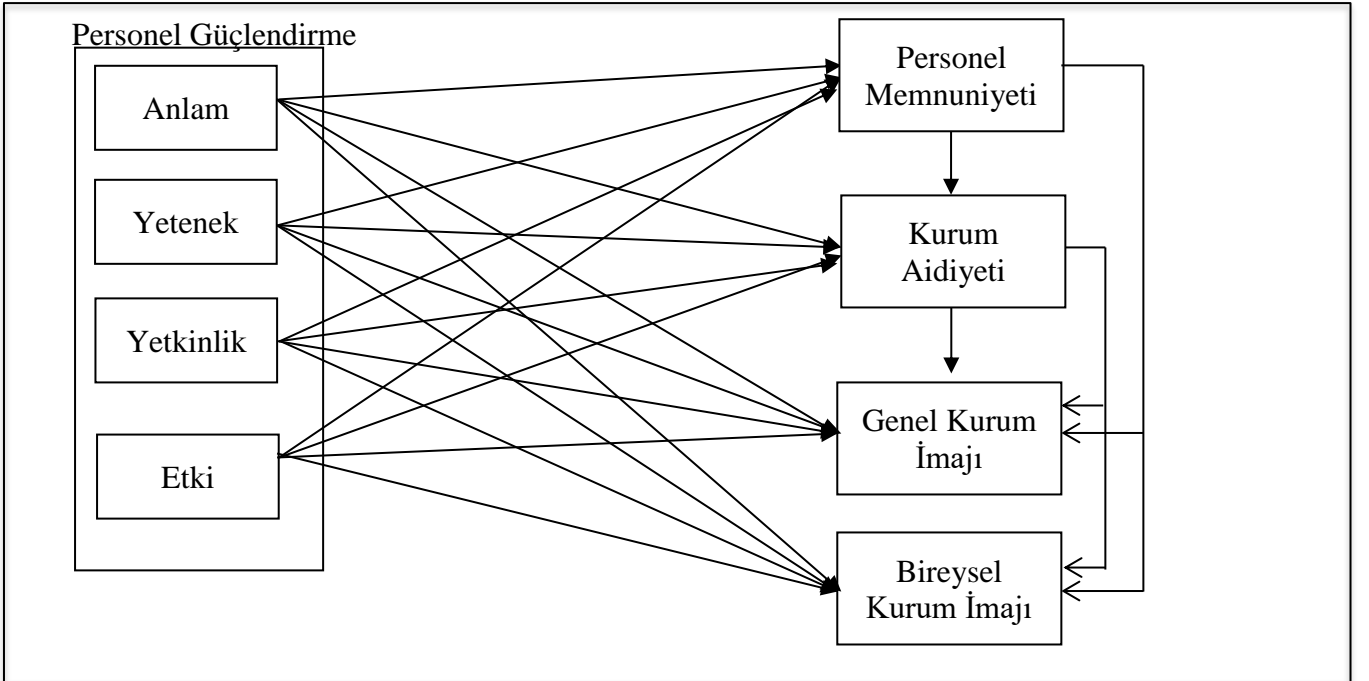 Personel Güçlendirme
Anlam
Yetenek
Yetkinlik
Etki
Personel
Memnuniyeti
Kurum
Aidiyeti
Genel Kurum
İmajı
Bireysel
Kurum İmajı